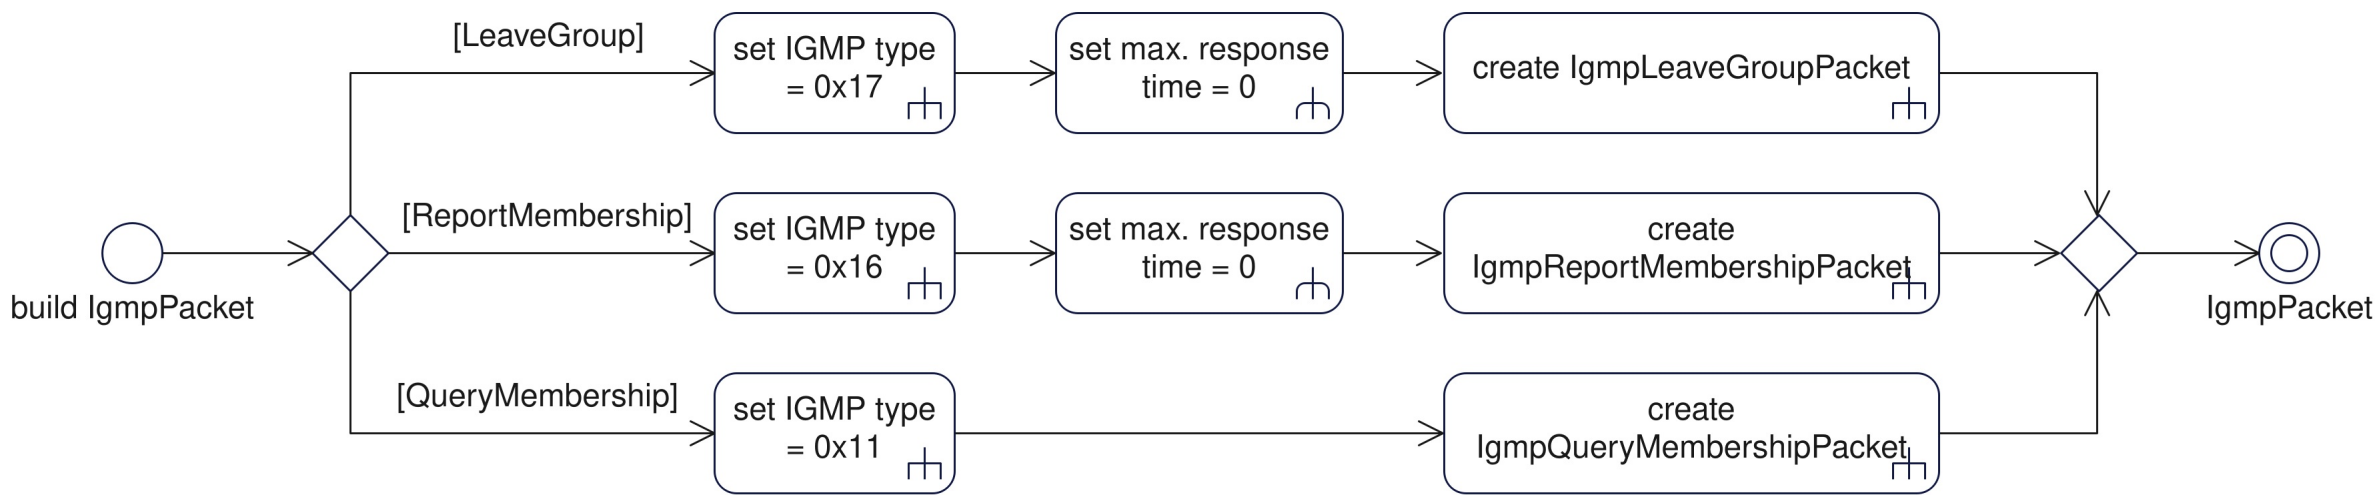 [LeaveGroup]
set IGMP type
= 0x17
set max. response
time = 0
create IgmpLeaveGroupPacket
build IgmpPacket
[ReportMembership]
set IGMP type
= 0x16
set max. response
time = 0
create
IgmpReportMembershipPacket
IgmpPacket
[QueryMembership]
set IGMP type
= 0x11
create
IgmpQueryMembershipPacket